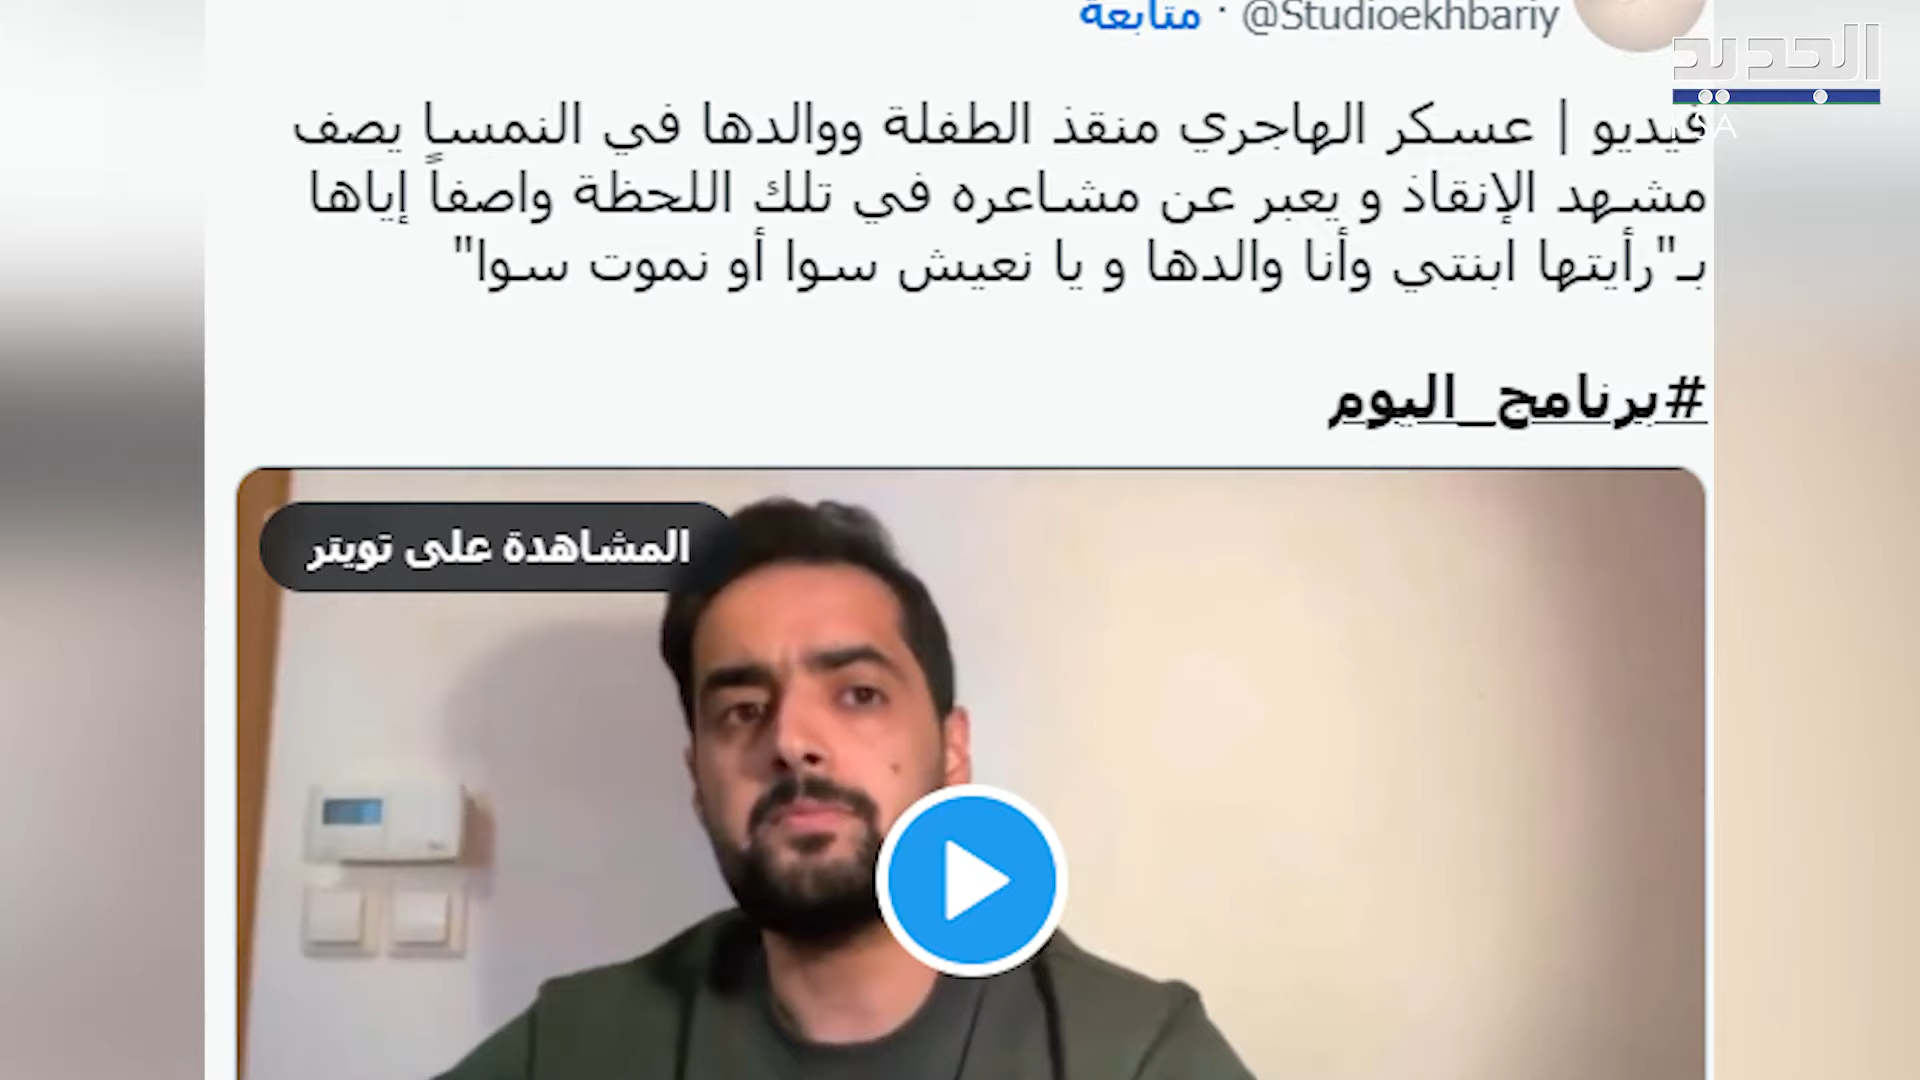 @Studioekhbariy · متابعة
الجديد
فيديو | عسكر الهاجري منقذ الطفلة ووالدها في النمسا يصف
مشهد الإنقاذ و يعبر عن مشاعره في تلك اللحظة واصفاً إياها
بـ"رأيتها ابنتي وأنا والدها و يا نعيش سوا أو نموت سوا"
#برنامج_اليوم
المشاهدة على تويتر